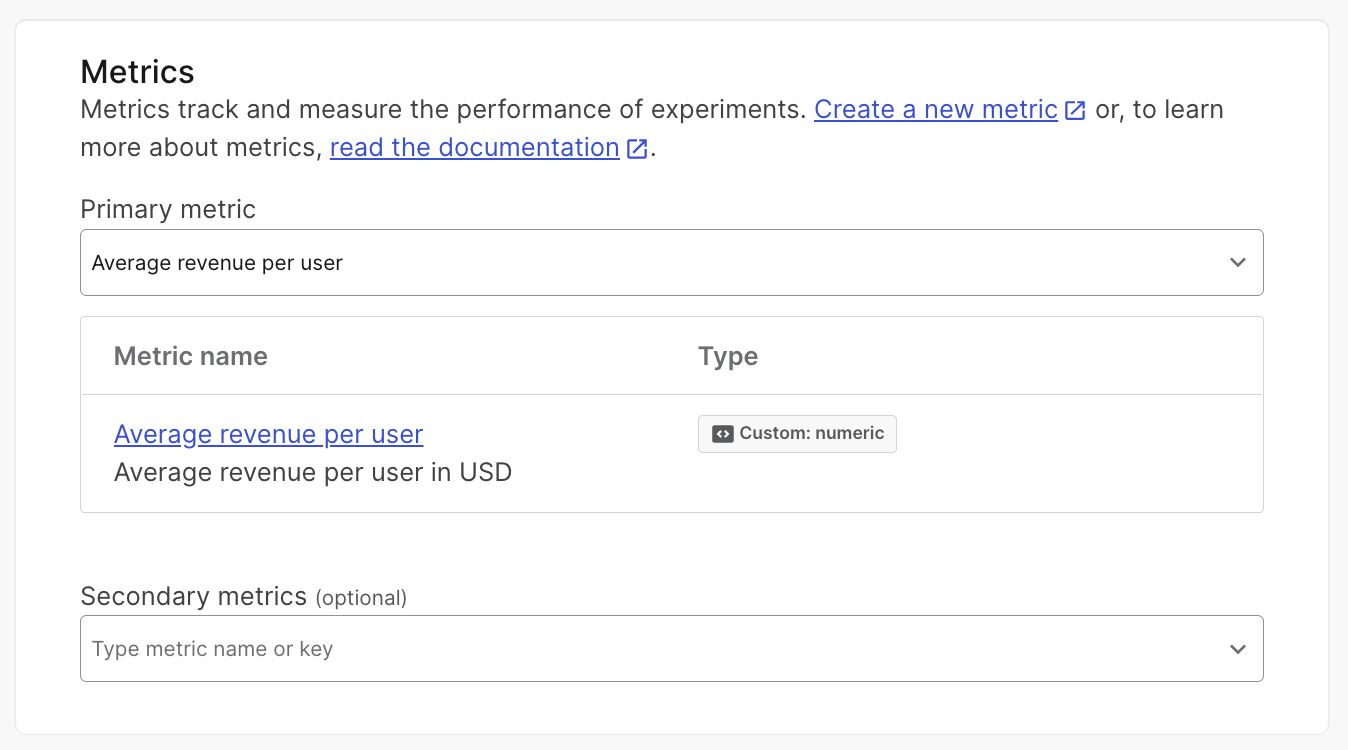 Metrics
Metrics track and measure the performance of experiments. Create a new metric or, to learn
more about metrics, read the documentation.
Primary metric
Average revenue per user
Metric name Type
Average revenue per user Custom: numeric
Average revenue per user in USD
Secondary metrics (optional)
Type metric name or key